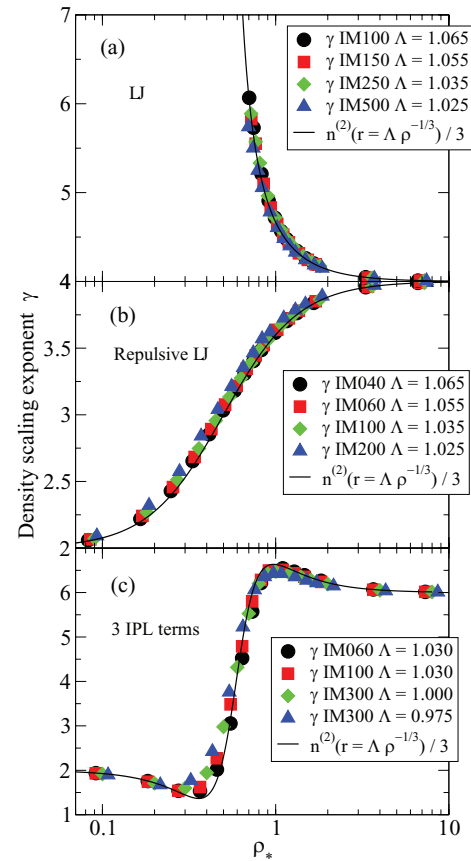 Density scaling exponent γ
(a)
LJ
γ IM100 Λ = 1.065
γ IM150 Λ = 1.055
γ IM250 Λ = 1.035
γ IM500 Λ = 1.025
n⁽²⁾(r = Λ ρ⁻¹/³) / 3
7
6
5
4
(b)
Repulsive LJ
γ IM040 Λ = 1.065
γ IM060 Λ = 1.055
γ IM100 Λ = 1.035
γ IM200 Λ = 1.025
n⁽²⁾(r = Λ ρ⁻¹/³) / 3
3.5
3
2.5
2
(c)
3 IPL terms
γ IM060 Λ = 1.030
γ IM100 Λ = 1.030
γ IM300 Λ = 1.000
γ IM300 Λ = 0.975
n⁽²⁾(r = Λ ρ⁻¹/³) / 3
6
5
4
3
2
1
0.1 1 10
ρ*